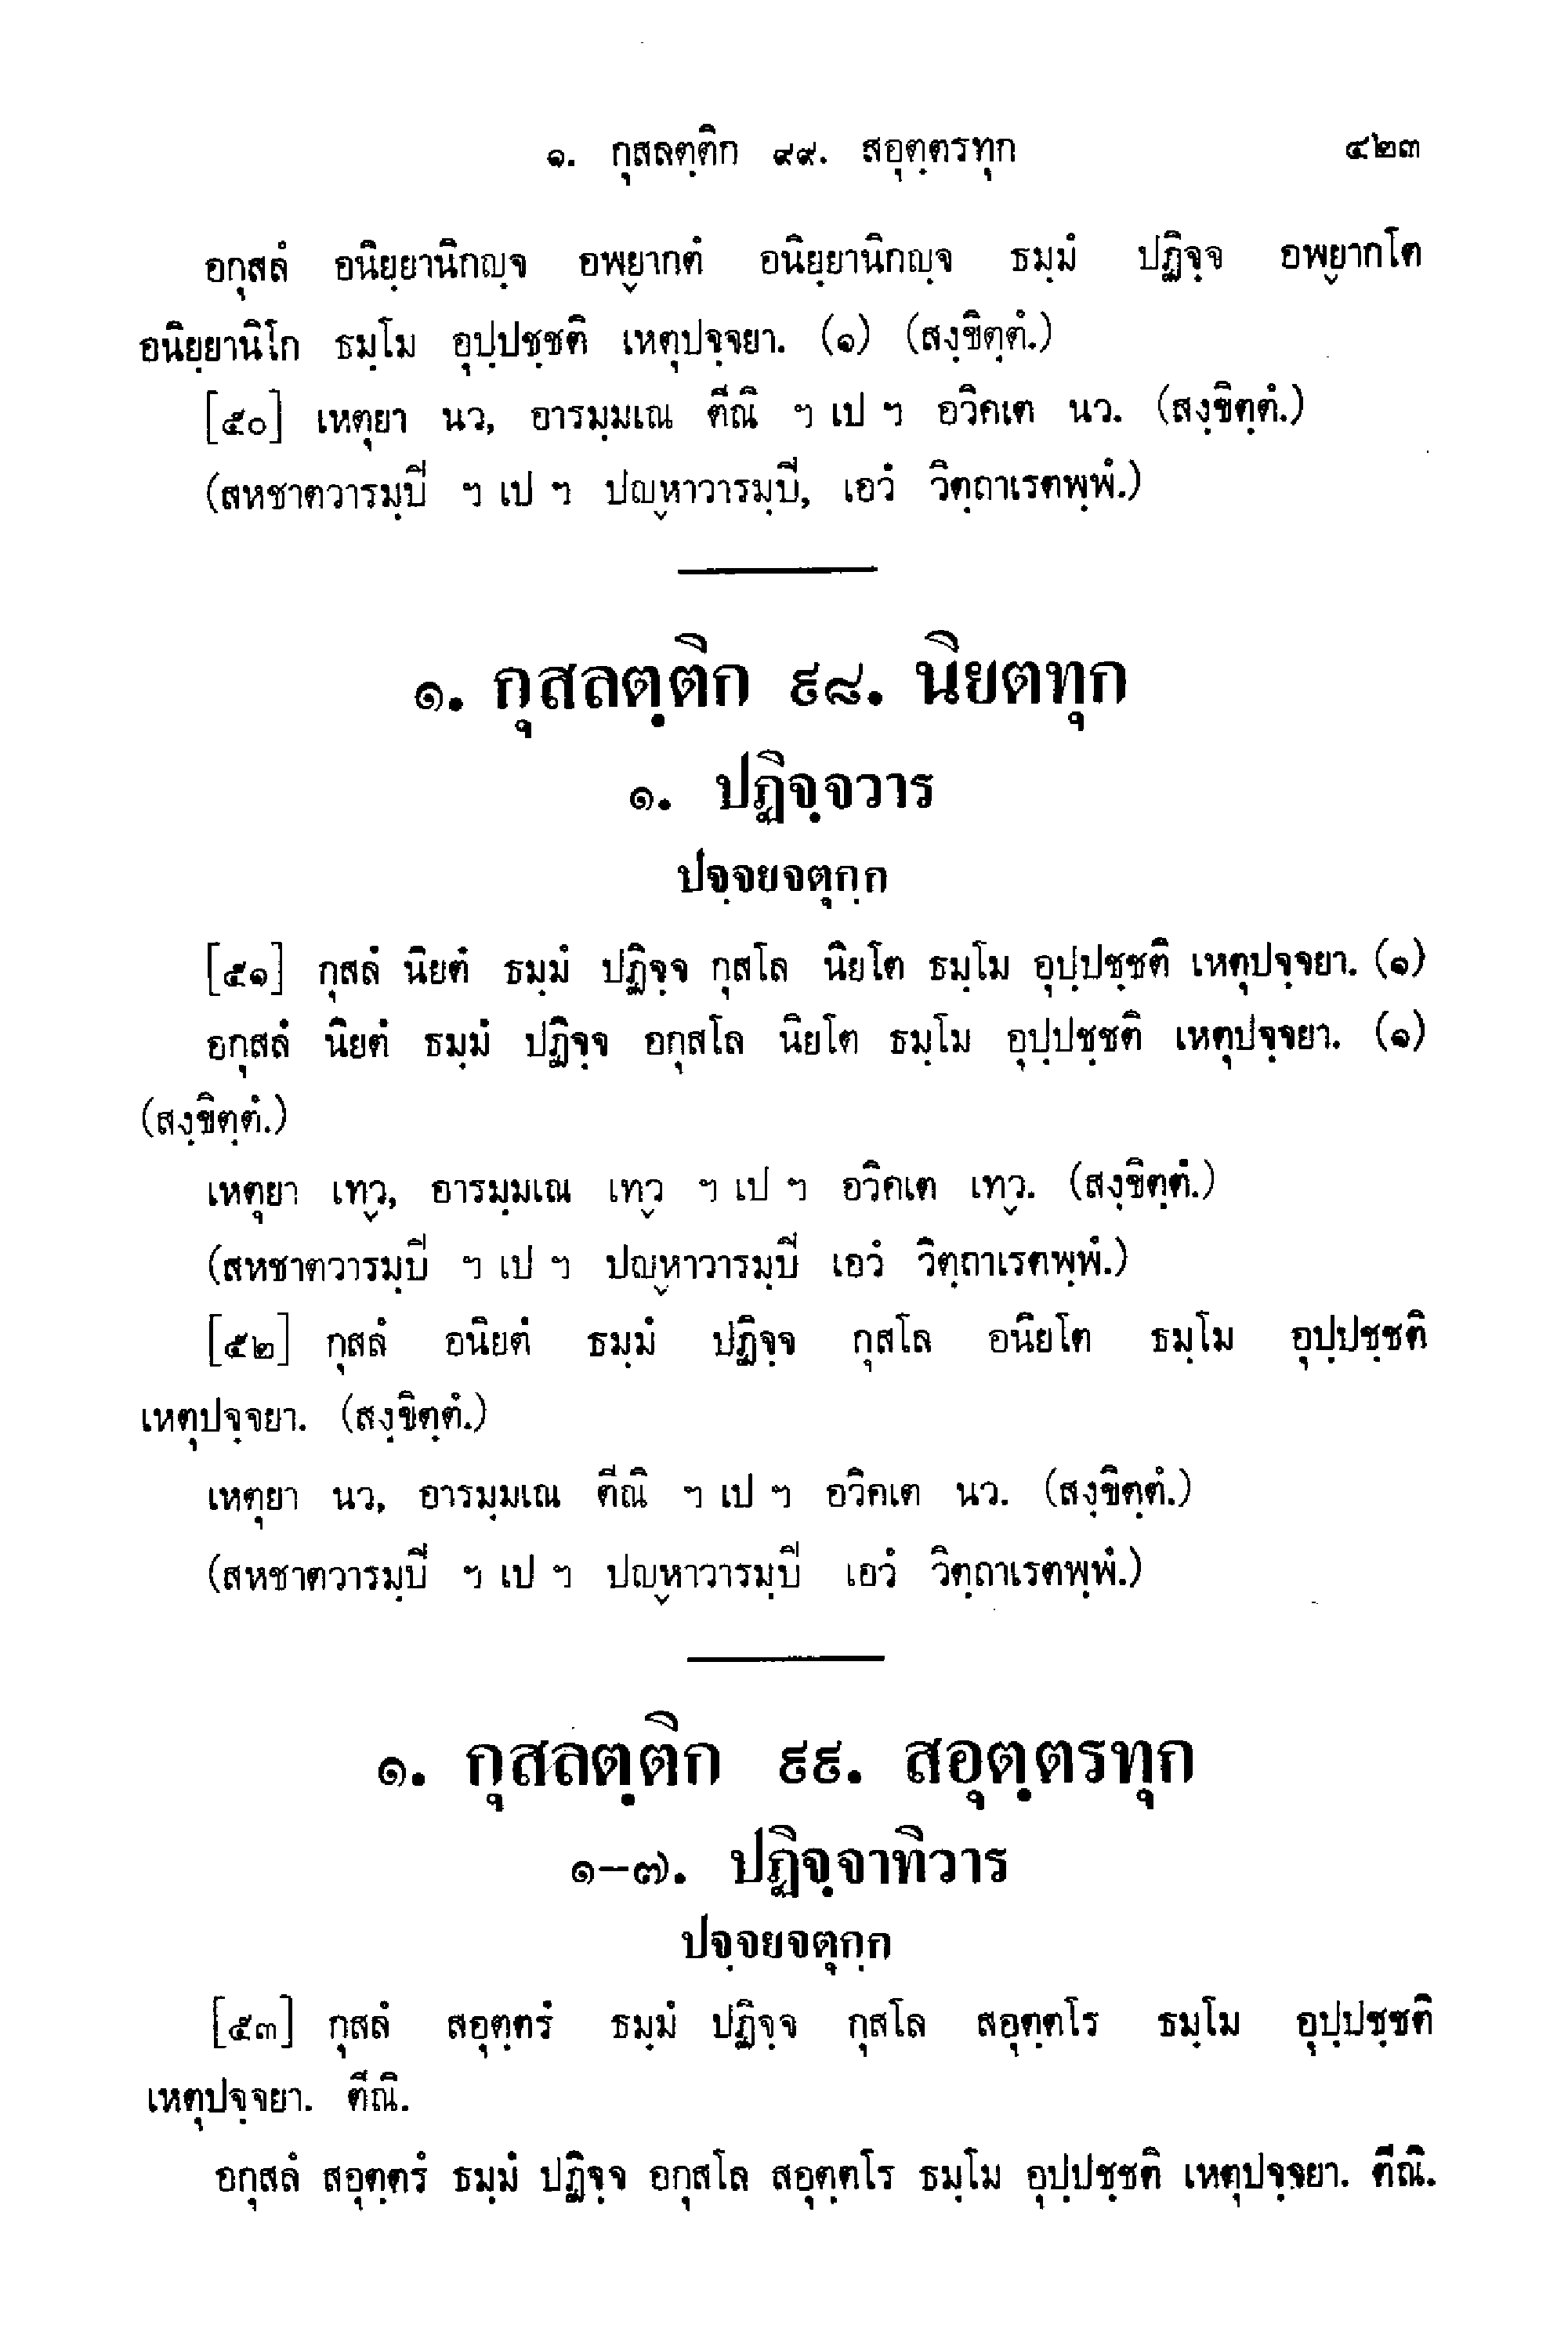 ๑. กุสลตฺติก ๙๙. สอุตฺตรทุก ๔๒๓
อกุสลํ อนิยฺยานิกญฺจ อพฺยากตํ อนิยฺยานิกญฺจ ธมฺมํ ปฏิจฺจ อพฺยากโต
อนิยฺยานิโก ธมฺโม อุปฺปชฺชติ เหตุปจฺจยา. (๑) (สงฺขิตฺตํ.)
[๕๐] เหตุยา นว, อารมฺมเณ ตีณิ ฯ เป ฯ อวิคเต นว. (สงฺขิตฺตํ.)
(สหชาตวารมฺปี ฯ เป ฯ ปญฺหาวารมฺปี, เอวํ วิตฺถาเรตพฺพํ.)
๑. กุสลตฺติก ๙๘. นิยตทุก
๑. ปฏิจฺจวาร
ปจฺจยจตุกฺก
[๕๑] กุสลํ นิยตํ ธมฺมํ ปฏิจฺจ กุสโล นิยโต ธมฺโม อุปฺปชฺชติ เหตุปจฺจยา. (๑)
อกุสลํ นิยตํ ธมฺมํ ปฏิจฺจ อกุสโล นิยโต ธมฺโม อุปฺปชฺชติ เหตุปจฺจยา. (๑)
(สงฺขิตฺตํ.)
เหตุยา เทฺว, อารมฺมเณ เทฺว ฯ เป ฯ อวิคเต เทฺว. (สงฺขิตฺตํ.)
(สหชาตวารมฺปี ฯ เป ฯ ปญฺหาวารมฺปี เอวํ วิตฺถาเรตพฺพํ.)
[๕๒] กุสลํ อนิยตํ ธมฺมํ ปฏิจฺจ กุสโล อนิยโต ธมฺโม อุปฺปชฺชติ
เหตุปจฺจยา. (สงฺขิตฺตํ.)
เหตุยา นว, อารมฺมเณ ตีณิ ฯ เป ฯ อวิคเต นว. (สงฺขิตฺตํ.)
(สหชาตวารมฺปี ฯ เป ฯ ปญฺหาวารมฺปี เอวํ วิตฺถาเรตพฺพํ.)
๑. กุสลตฺติก ๙๙. สอุตฺตรทุก
๑-๗. ปฏิจฺจาทิวาร
ปจฺจยจตุกฺก
[๕๓] กุสลํ สอุตฺตรํ ธมฺมํ ปฏิจฺจ กุสโล สอุตฺตโร ธมฺโม อุปฺปชฺชติ
เหตุปจฺจยา. ตีณิ.
อกุสลํ สอุตฺตรํ ธมฺมํ ปฏิจฺจ อกุสโล สอุตฺตโร ธมฺโม อุปฺปชฺชติ เหตุปจฺจยา. ตีณิ.